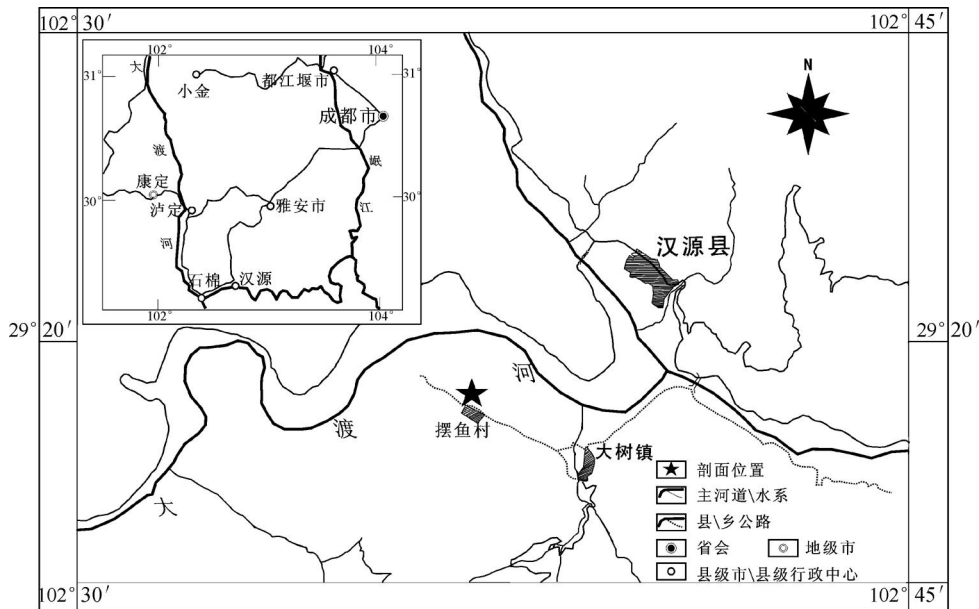 102° 30′
102° 45′
N
大
小金
都江堰市
成都市
31°
31°
渡
岷
康定
泸定
雅安市
江
30°
30°
河
石棉
汉源
102°
104°
102°
104°
汉源县
29° 20′
29° 20′
河
渡
大
摆鱼村
大树镇
剖面位置
主河道\水系
县\乡公路
省会
地级市
县级市\县级行政中心
102° 30′
102° 45′